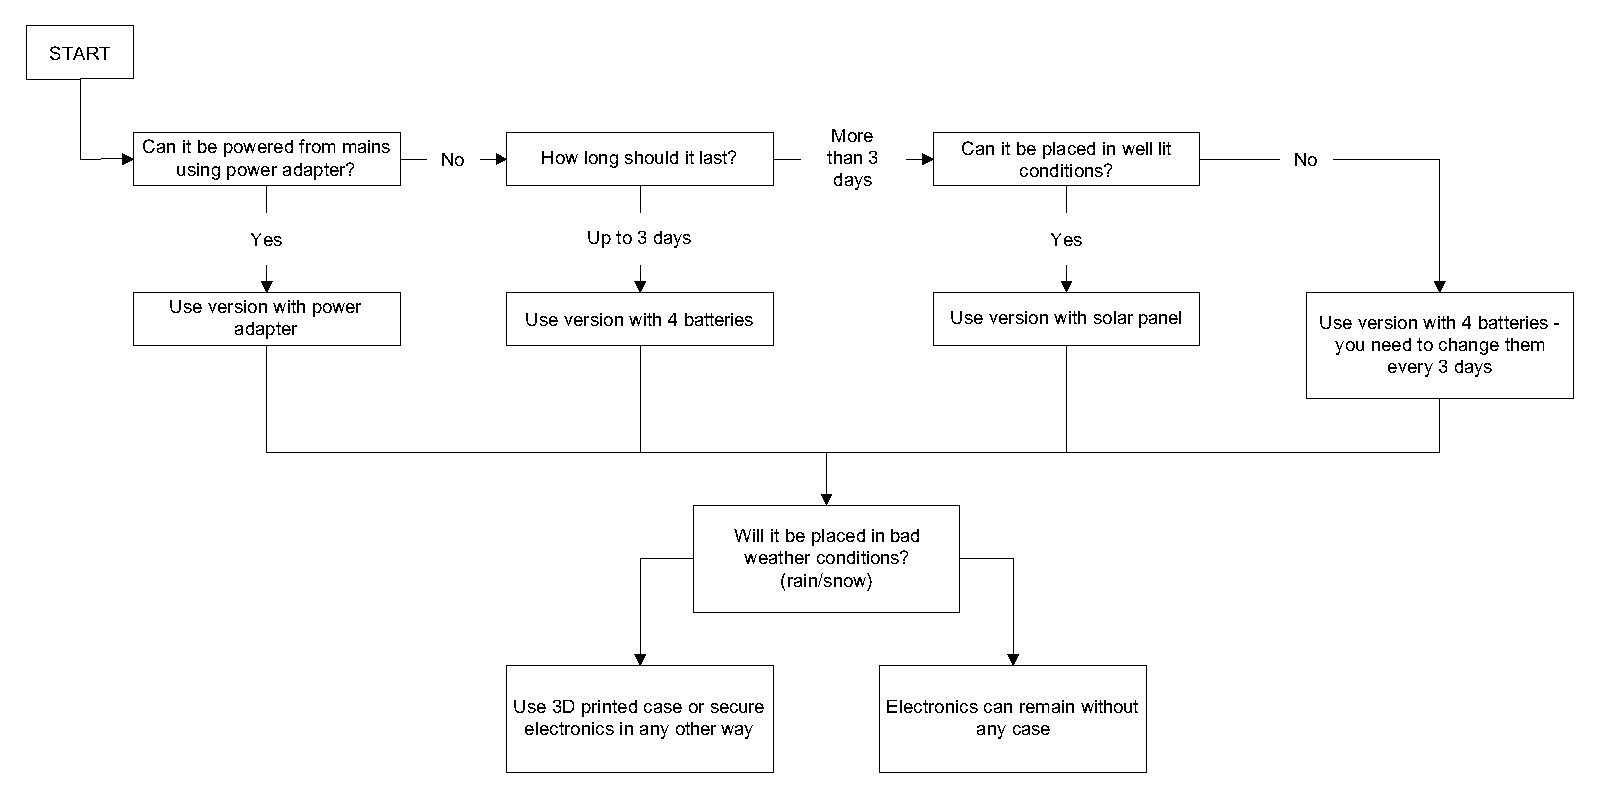 START
Can it be powered from mains
using power adapter?
No
How long should it last?
More
than 3
days
Can it be placed in well lit
conditions?
No
Yes
Up to 3 days
Yes
Use version with power
adapter
Use version with 4 batteries
Use version with solar panel
Use version with 4 batteries -
you need to change them
every 3 days
Will it be placed in bad
weather conditions?
(rain/snow)
Use 3D printed case or secure
electronics in any other way
Electronics can remain without
any case